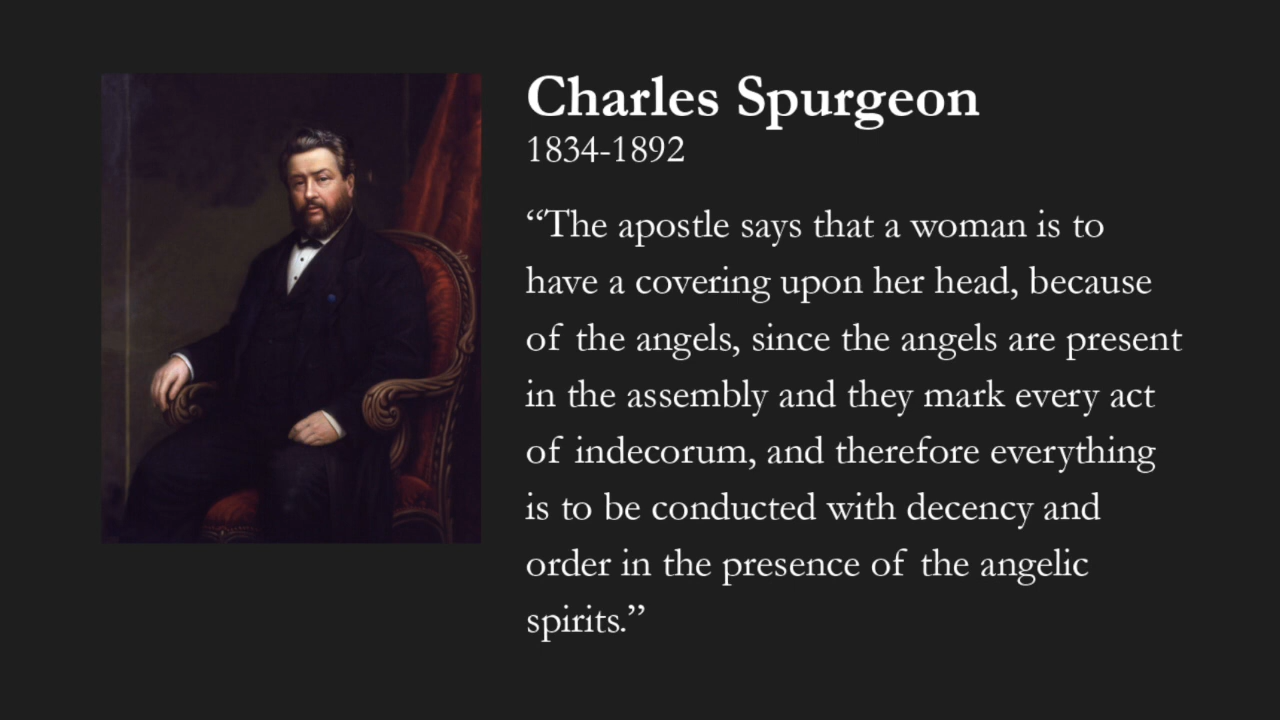 Charles Spurgeon
1834-1892
“The apostle says that a woman is to
have a covering upon her head, because
of the angels, since the angels are present
in the assembly and they mark every act
of indecorum, and therefore everything
is to be conducted with decency and
order in the presence of the angelic
spirits.”